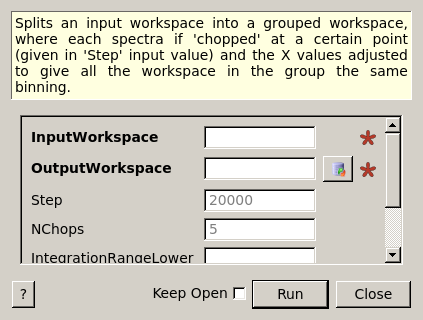 Splits an input workspace into a grouped workspace,
where each spectra if 'chopped' at a certain point
(given in 'Step' input value) and the X values adjusted
to give all the workspace in the group the same
binning.
InputWorkspace
OutputWorkspace
Step 20000
NChops 5
IntegrationRangeLower
? Keep Open Run Close